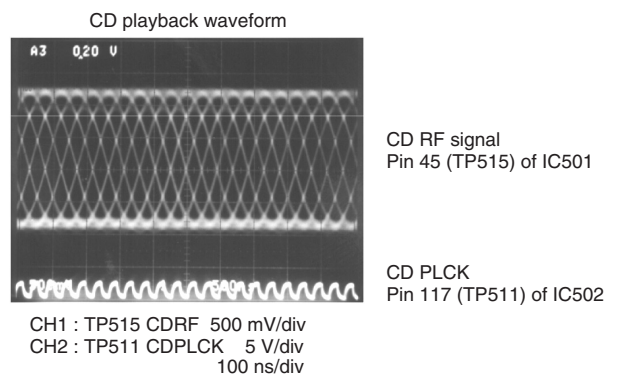 CD playback waveform
A3 0.20 V
CD RF signal
Pin 45 (TP515) of IC501
CD PLCK
Pin 117 (TP511) of IC502
CH1 : TP515 CDRF 500 mV/div
CH2 : TP511 CDPLCK 5 V/div
100 ns/div